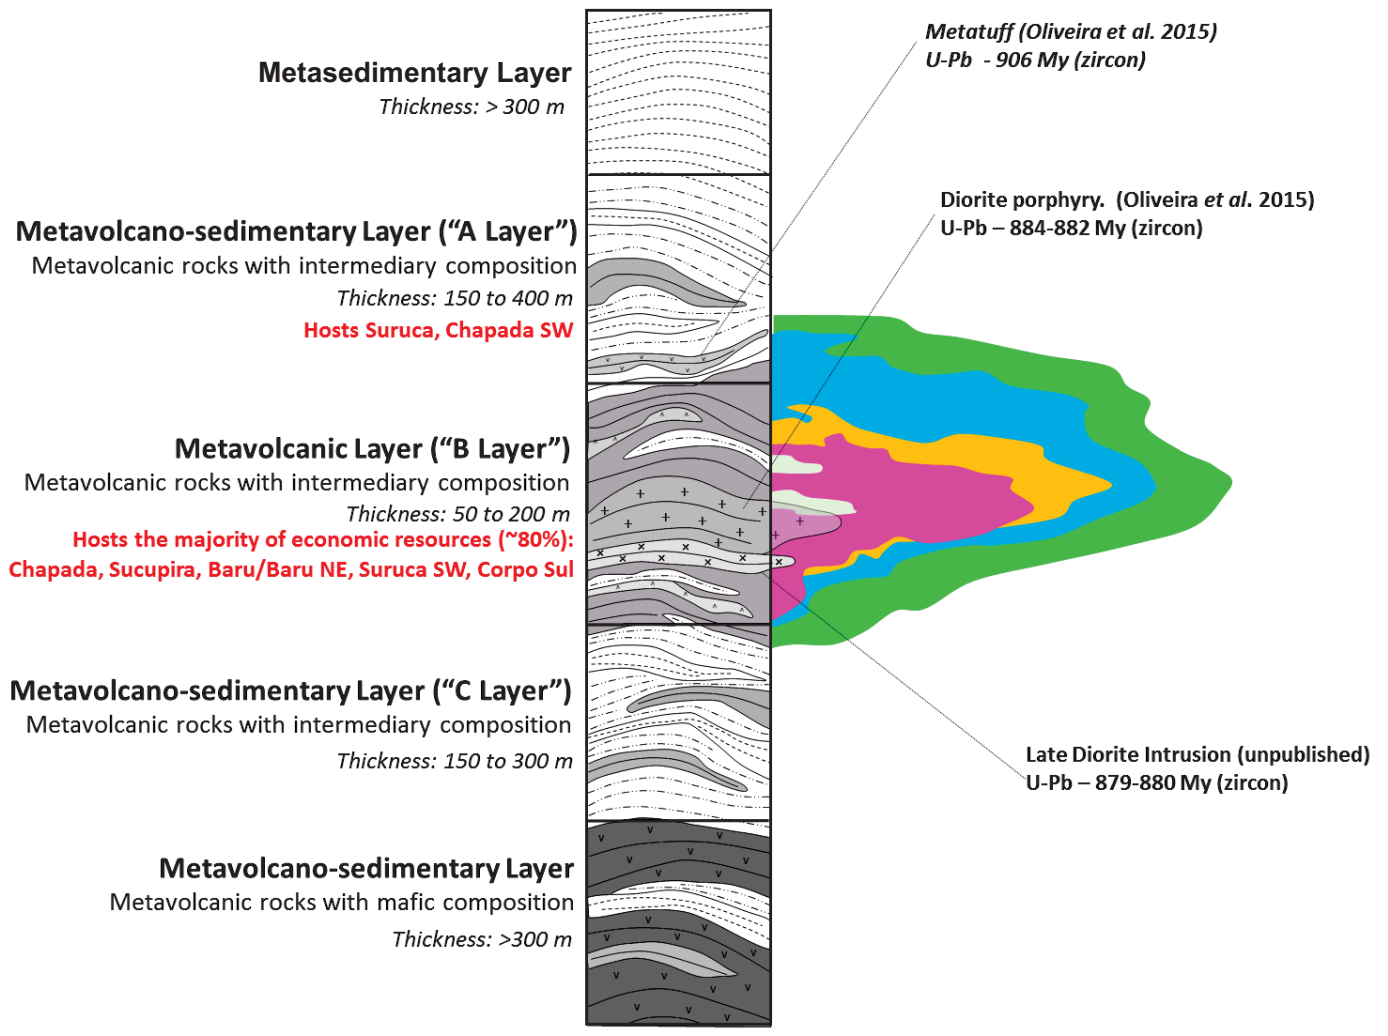 Metasedimentary Layer
Thickness: > 300 m
Metavolcano-sedimentary Layer (“A Layer”)
Metavolcanic rocks with intermediary composition
Thickness: 150 to 400 m
Hosts Suruca, Chapada SW
Metavolcanic Layer (“B Layer”)
Metavolcanic rocks with intermediary composition
Thickness: 50 to 200 m
Hosts the majority of economic resources (~80%):
Chapada, Sucupira, Baru/Baru NE, Suruca SW, Corpo Sul
Metavolcano-sedimentary Layer (“C Layer”)
Metavolcanic rocks with intermediary composition
Thickness: 150 to 300 m
Metavolcano-sedimentary Layer
Metavolcanic rocks with mafic composition
Thickness: >300 m
Metatuff (Oliveira et al. 2015)
U-Pb - 906 My (zircon)
Diorite porphyry. (Oliveira et al. 2015)
U-Pb – 884-882 My (zircon)
Late Diorite Intrusion (unpublished)
U-Pb – 879-880 My (zircon)